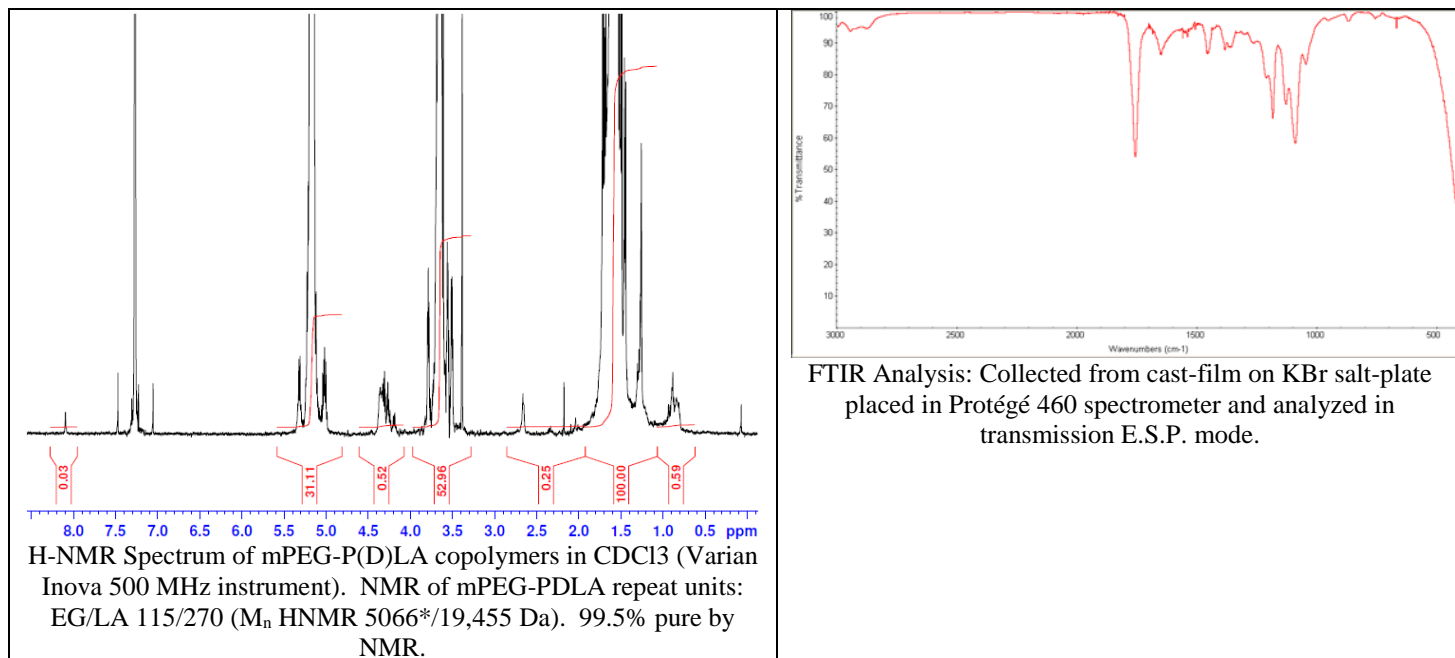 0.03
31.11
0.52
52.96
0.25
100.00
0.59
8.0 7.5 7.0 6.5 6.0 5.5 5.0 4.5 4.0 3.5 3.0 2.5 2.0 1.5 1.0 0.5 ppm
H-NMR Spectrum of mPEG-P(D)LA copolymers in CDCl3 (Varian
Inova 500 MHz instrument). NMR of mPEG-PDLA repeat units:
EG/LA 115/270 (Mn HNMR 5066*/19,455 Da). 99.5% pure by
NMR.
100
90
80
70
60
50
40
30
20
10
%Transmittance
3000 2500 2000 1500 1000 500
Wavenumbers (cm-1)
FTIR Analysis: Collected from cast-film on KBr salt-plate
placed in Protégé 460 spectrometer and analyzed in
transmission E.S.P. mode.